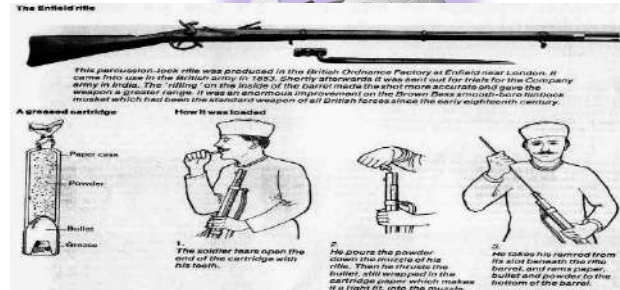 The Enfield rifle
This percussion-lock rifle was produced in the British Ordnance Factory at Enfield near London. It
came into use in the British army in 1853. Shortly afterwards it was sent out for trials for the Company
army in India. The 'rifling' on the inside of the barrel made the shot more accurate and gave the
weapon a greater range. It was an enormous improvement on the Brown Bess smooth-bore flintlock
musket which had been the standard weapon of all British forces since the early eighteenth century.
A greased cartridge
Paper case
Powder
Bullet
Grease
How it was loaded
1.
The soldier tears open the
end of the cartridge with
his teeth.
2.
He pours the powder
down the muzzle of his
rifle. Then he thrusts the
bullet, still wrapped in the
cartridge paper which makes
it a tight fit, into the muzzle.
3.
He takes his ramrod from
its slot beneath the rifle
barrel, and rams paper,
bullet and powder to the
bottom of the barrel.